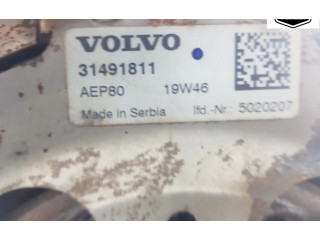 VOLVO
31491811
AEP80 19W46
Made in Serbia lfd.-Nr.: 5020207